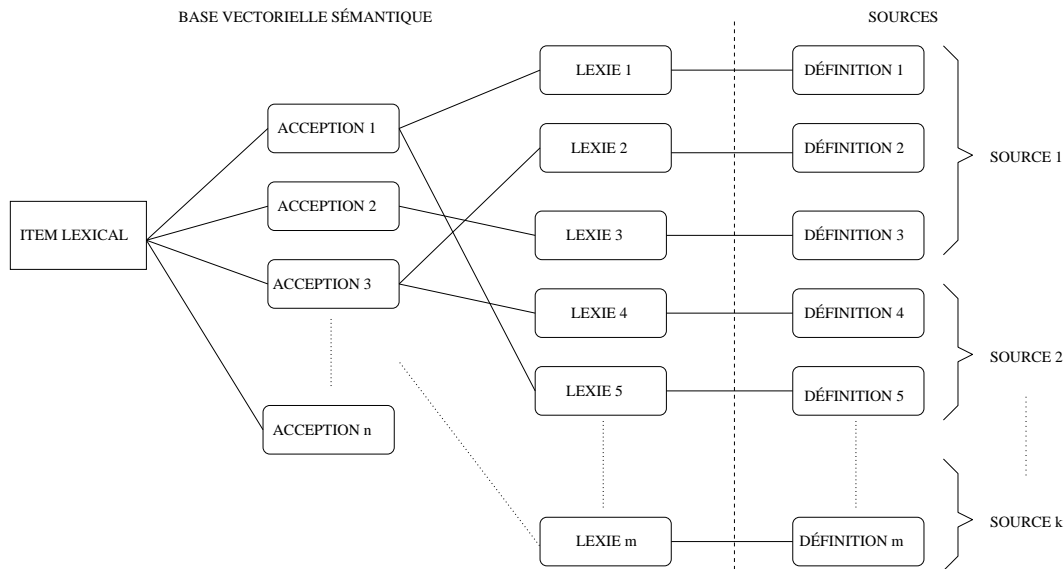 BASE VECTORIELLE SÉMANTIQUE
SOURCES
ITEM LEXICAL
ACCEPTION 1
ACCEPTION 2
ACCEPTION 3
ACCEPTION n
LEXIE 1
LEXIE 2
LEXIE 3
LEXIE 4
LEXIE 5
LEXIE m
DÉFINITION 1
DÉFINITION 2
DÉFINITION 3
DÉFINITION 4
DÉFINITION 5
DÉFINITION m
SOURCE 1
SOURCE 2
SOURCE k